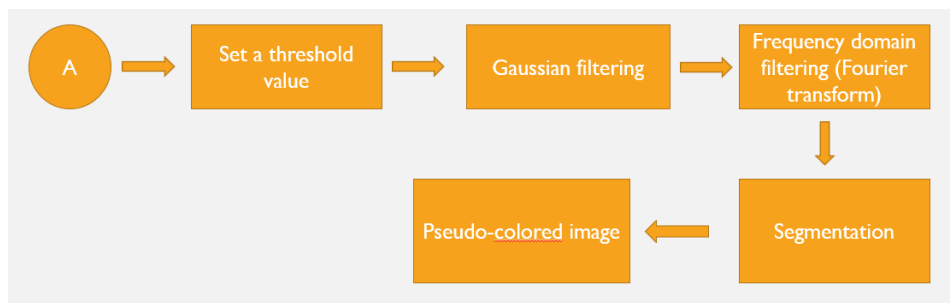 A
Set a threshold
value
Gaussian filtering
Frequency domain
filtering (Fourier
transform)
Segmentation
Pseudo-colored image